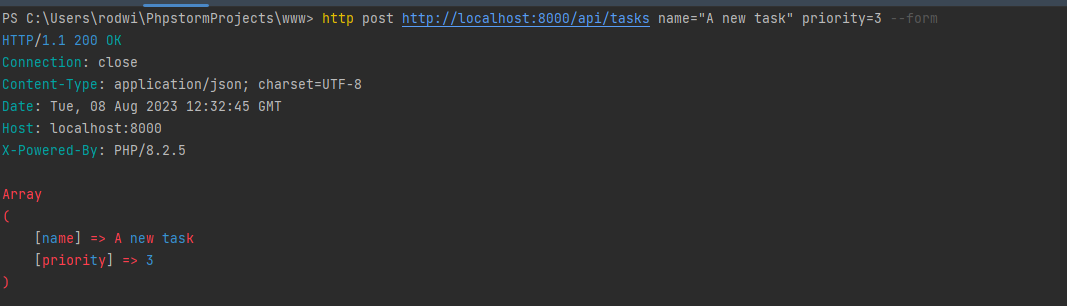 PS C:\Users\rodwi\PhpstormProjects\www> http post http://localhost:8000/api/tasks name="A new task" priority=3 --form
HTTP/1.1 200 OK
Connection: close
Content-Type: application/json; charset=UTF-8
Date: Tue, 08 Aug 2023 12:32:45 GMT
Host: localhost:8000
X-Powered-By: PHP/8.2.5
Array
(
    [name] => A new task
    [priority] => 3
)